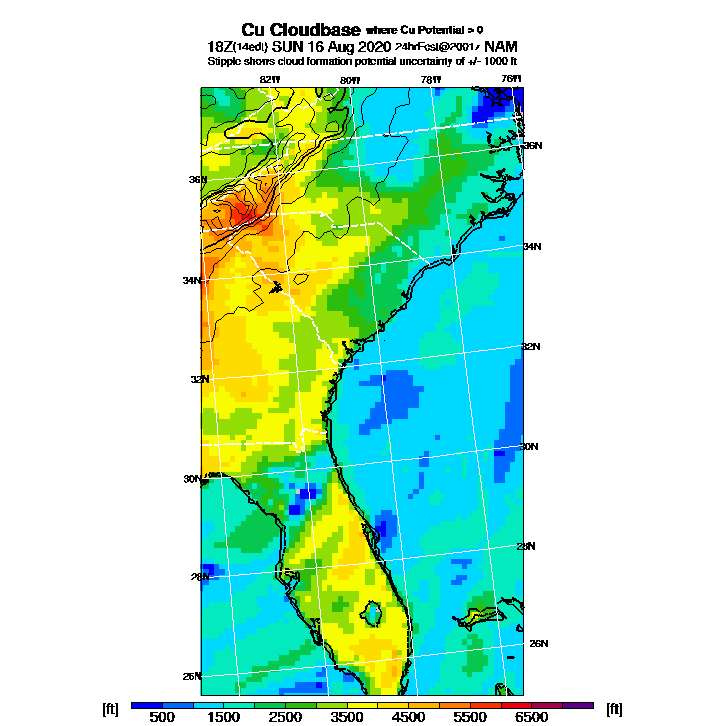 Cu Cloudbase where Cu Potential > 0
18Z (14edt) SUN 16 Aug 2020 24hrFcst@2001z NAM
Stipple shows cloud formation potential uncertainty of +/- 1000 ft
82W 80W 78W 76W
36N
36N
34N
34N
32N
32N
30N
30N
28N
28N
26N
26N
[ft] [ft]
500 1500 2500 3500 4500 5500 6500